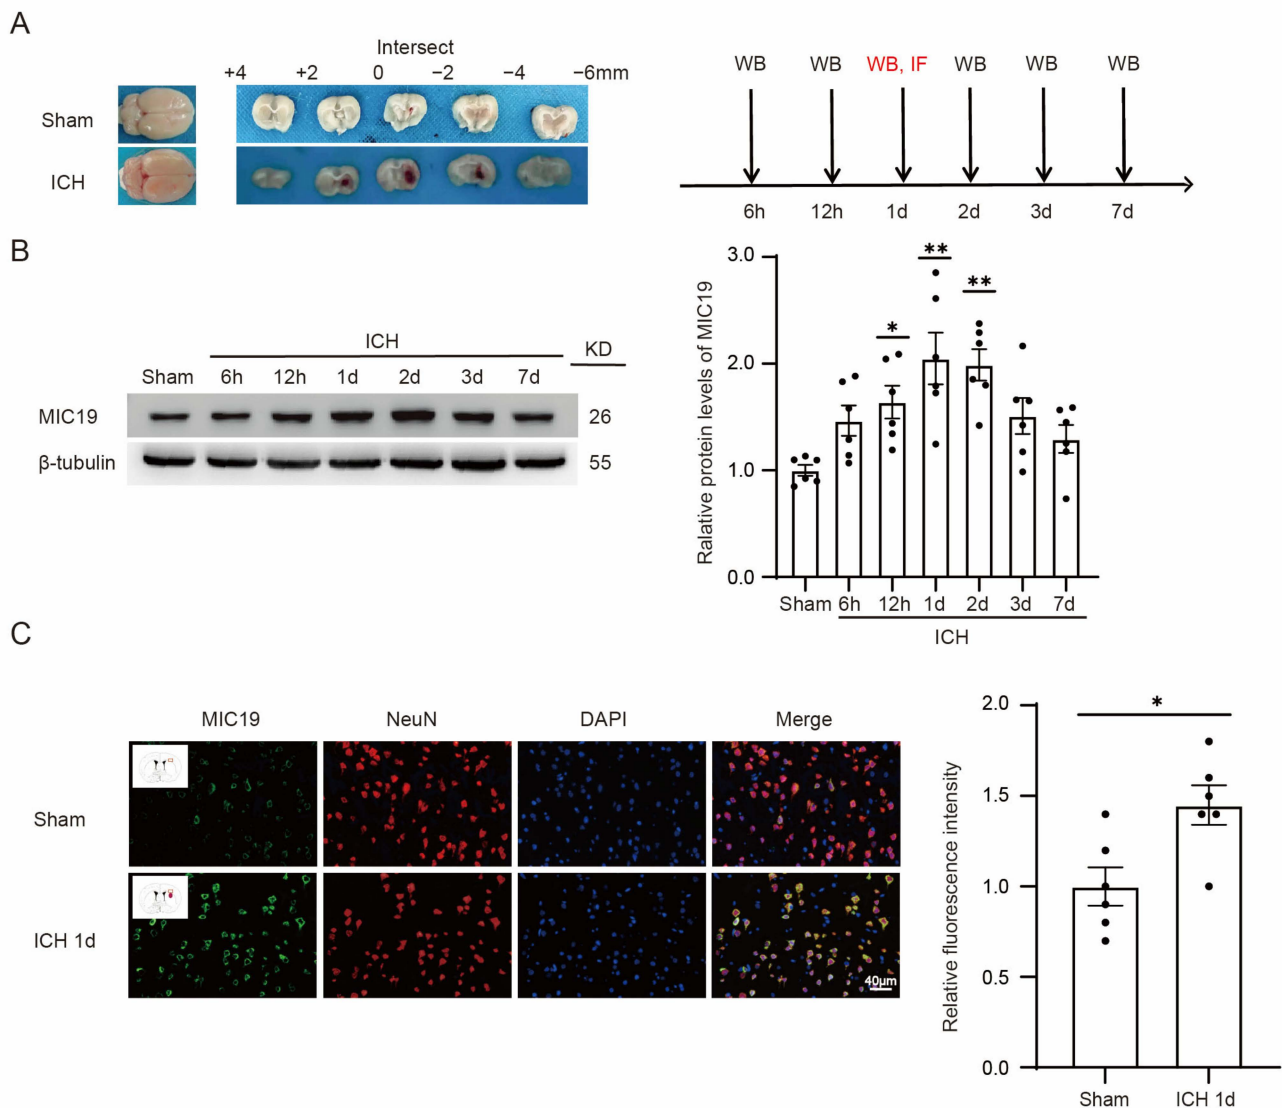 A
Intersect
+4 +2 0 −2 −4 −6mm
Sham
ICH
WB WB WB, IF WB WB WB
6h 12h 1d 2d 3d 7d
B
ICH
KD
Sham 6h 12h 1d 2d 3d 7d
MIC19 26
β-tubulin 55
Ralative protein levels of MIC19
3.0
2.0
1.0
0.0
*
**
**
Sham 6h 12h 1d 2d 3d 7d
ICH
C
MIC19 NeuN DAPI Merge
Sham
ICH 1d
40μm
Relative fluorescence intensity
2.0
1.5
1.0
0.5
0.0
*
Sham ICH 1d